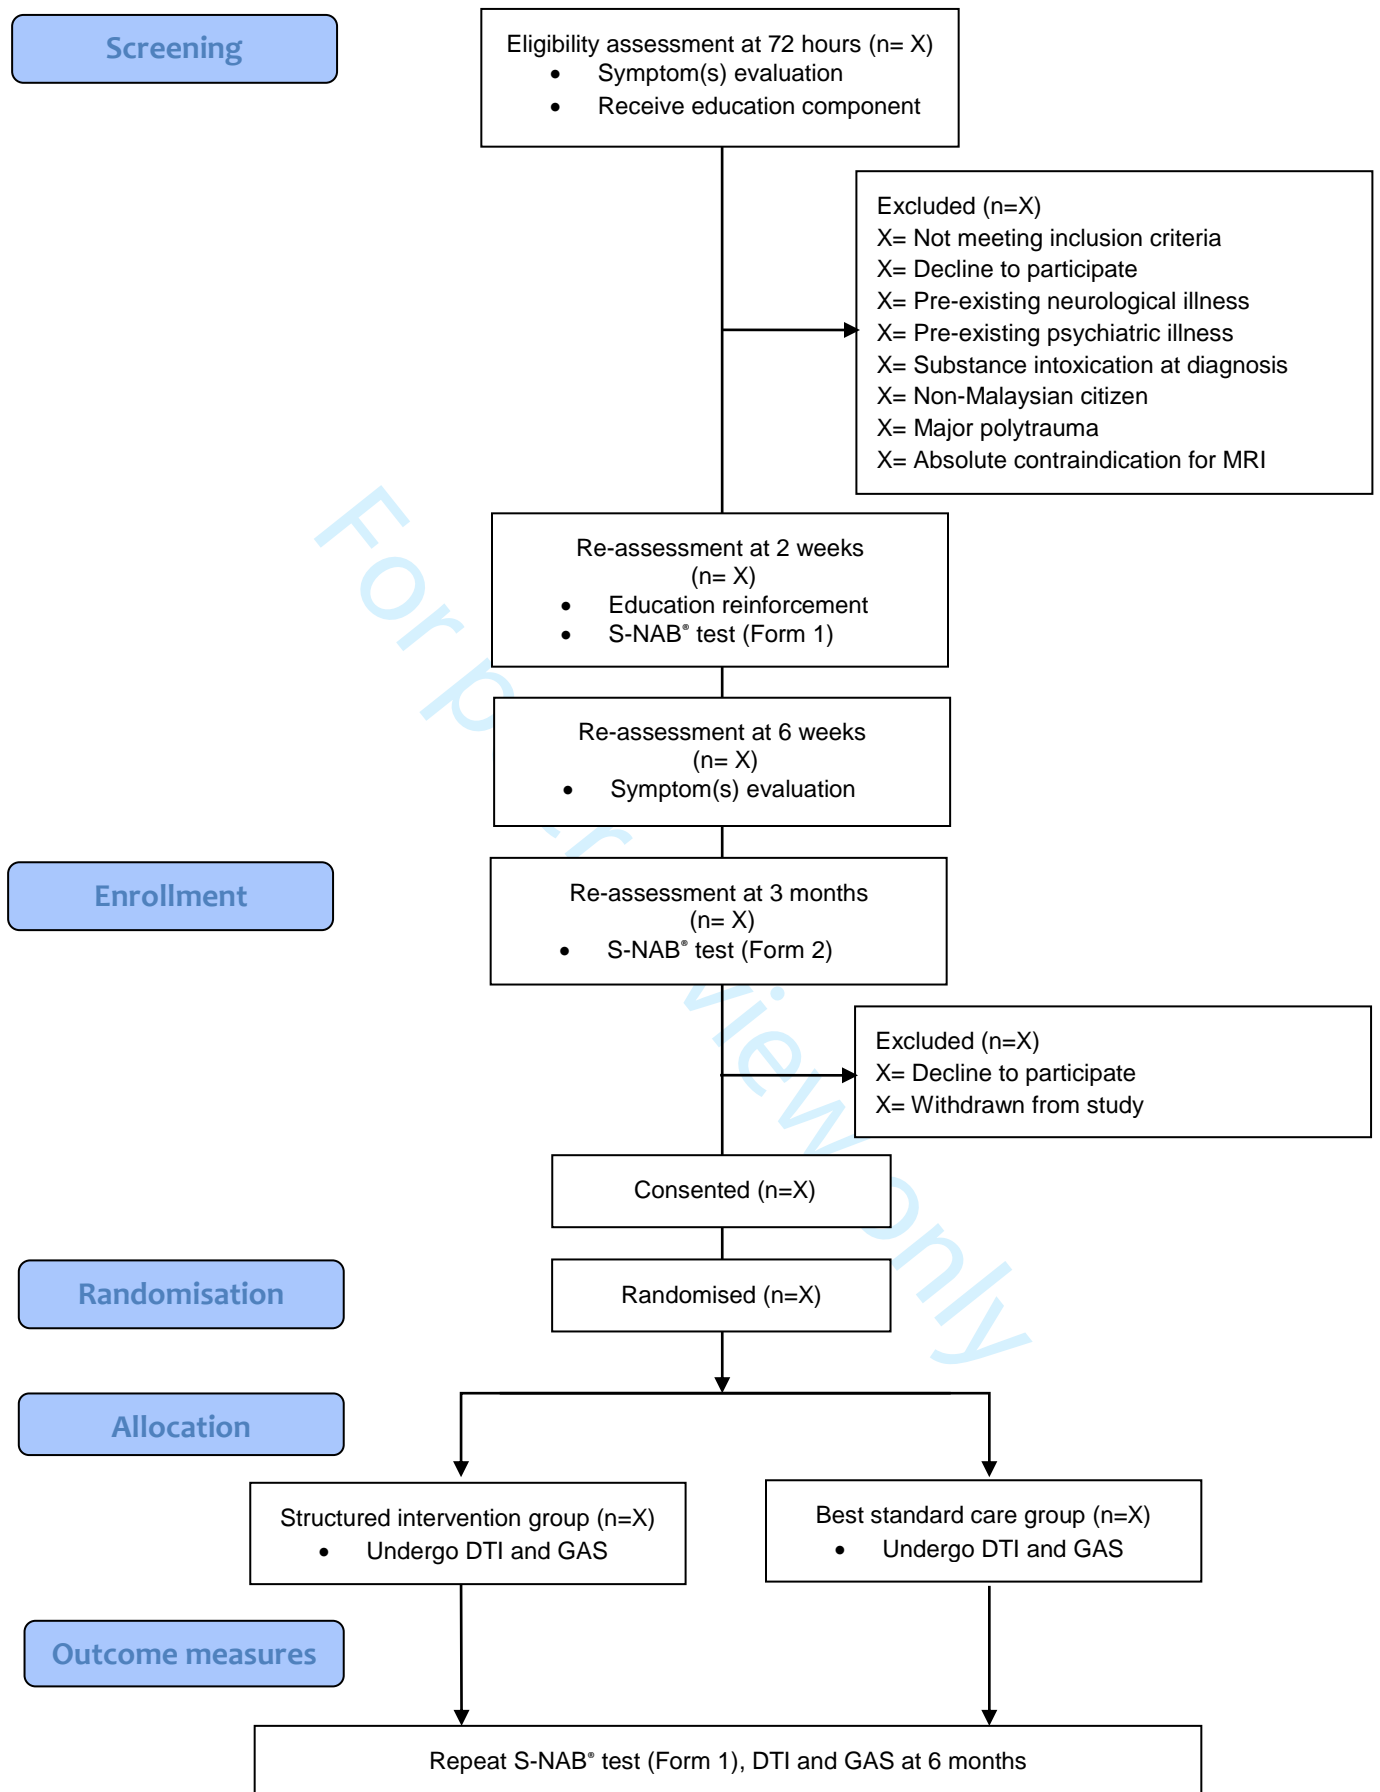 Screening
Eligibility assessment at 72 hours (n= X)
• Symptom(s) evaluation
• Receive education component
Excluded (n=X)
X= Not meeting inclusion criteria
X= Decline to participate
X= Pre-existing neurological illness
X= Pre-existing psychiatric illness
X= Substance intoxication at diagnosis
X= Non-Malaysian citizen
X= Major polytrauma
X= Absolute contraindication for MRI
Re-assessment at 2 weeks
(n= X)
• Education reinforcement
• S-NAB® test (Form 1)
Re-assessment at 6 weeks
(n= X)
• Symptom(s) evaluation
Enrollment
Re-assessment at 3 months
(n= X)
• S-NAB® test (Form 2)
Excluded (n=X)
X= Decline to participate
X= Withdrawn from study
Consented (n=X)
Randomisation
Randomised (n=X)
Allocation
Structured intervention group (n=X)
• Undergo DTI and GAS
Best standard care group (n=X)
• Undergo DTI and GAS
Outcome measures
Repeat S-NAB® test (Form 1), DTI and GAS at 6 months
For peer review only